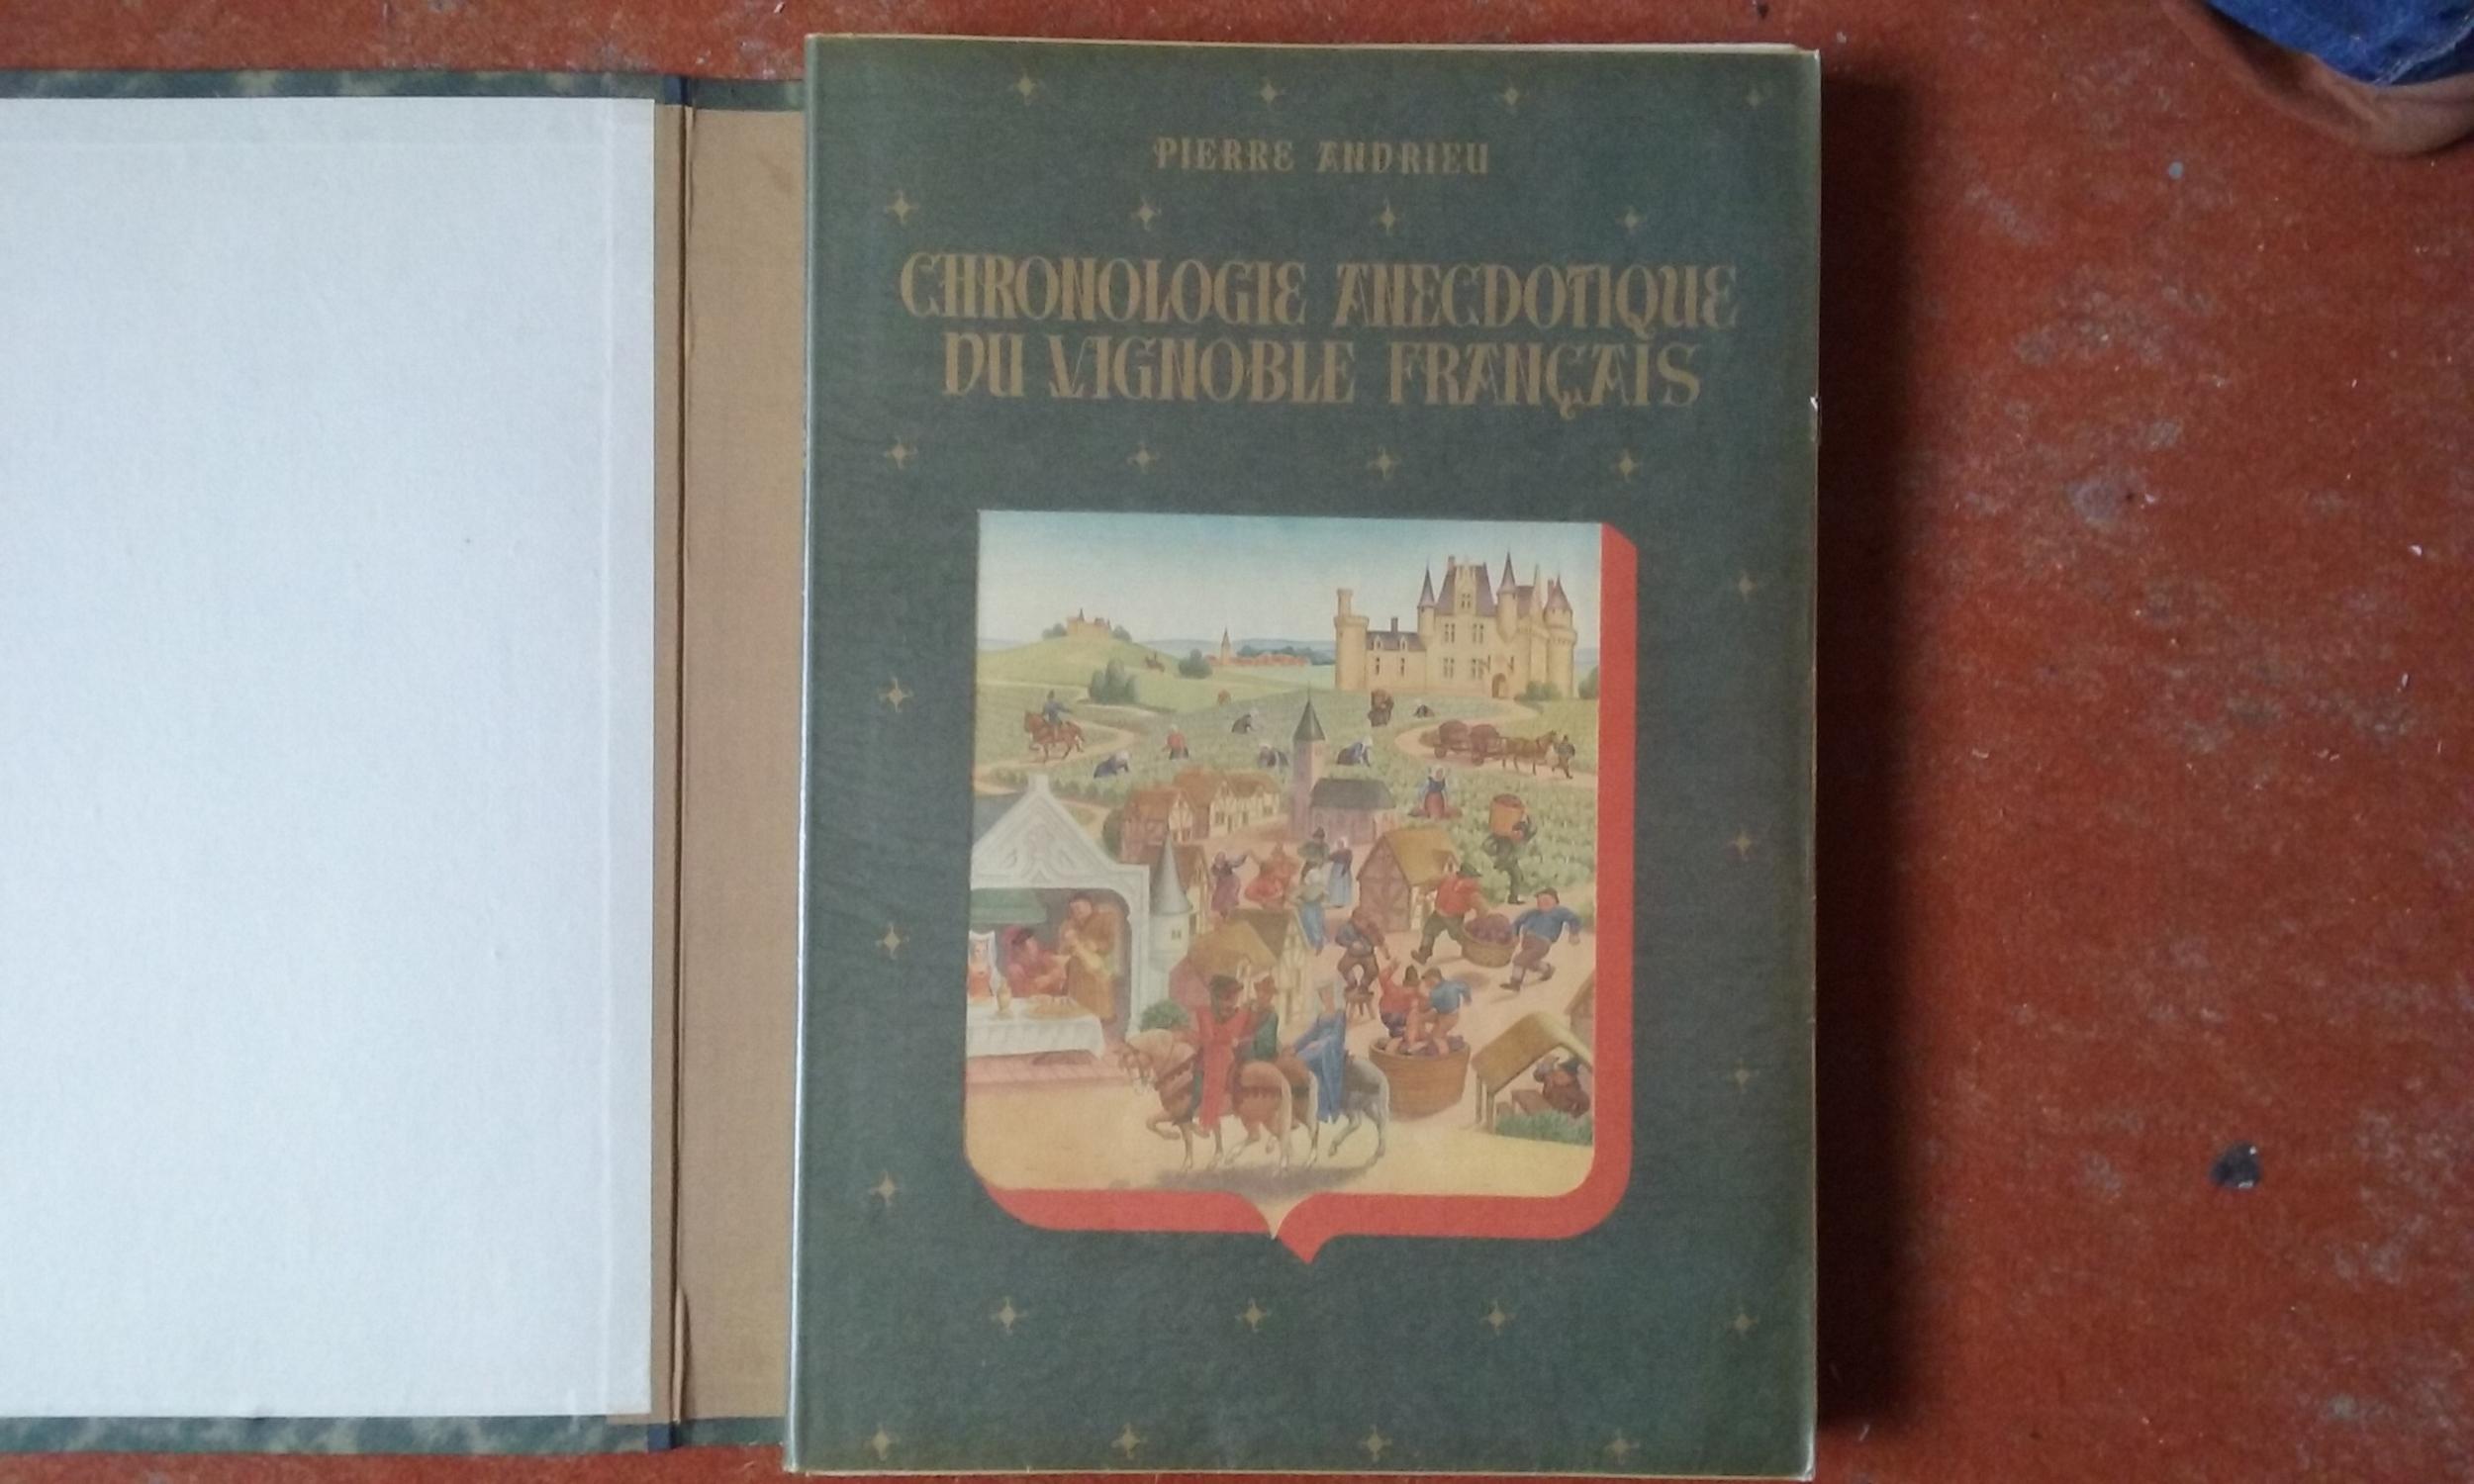 PIERRE ANDRIEU
CHRONOLOGIE ANECDOTIQUE
DU VIGNOBLE FRANÇAIS